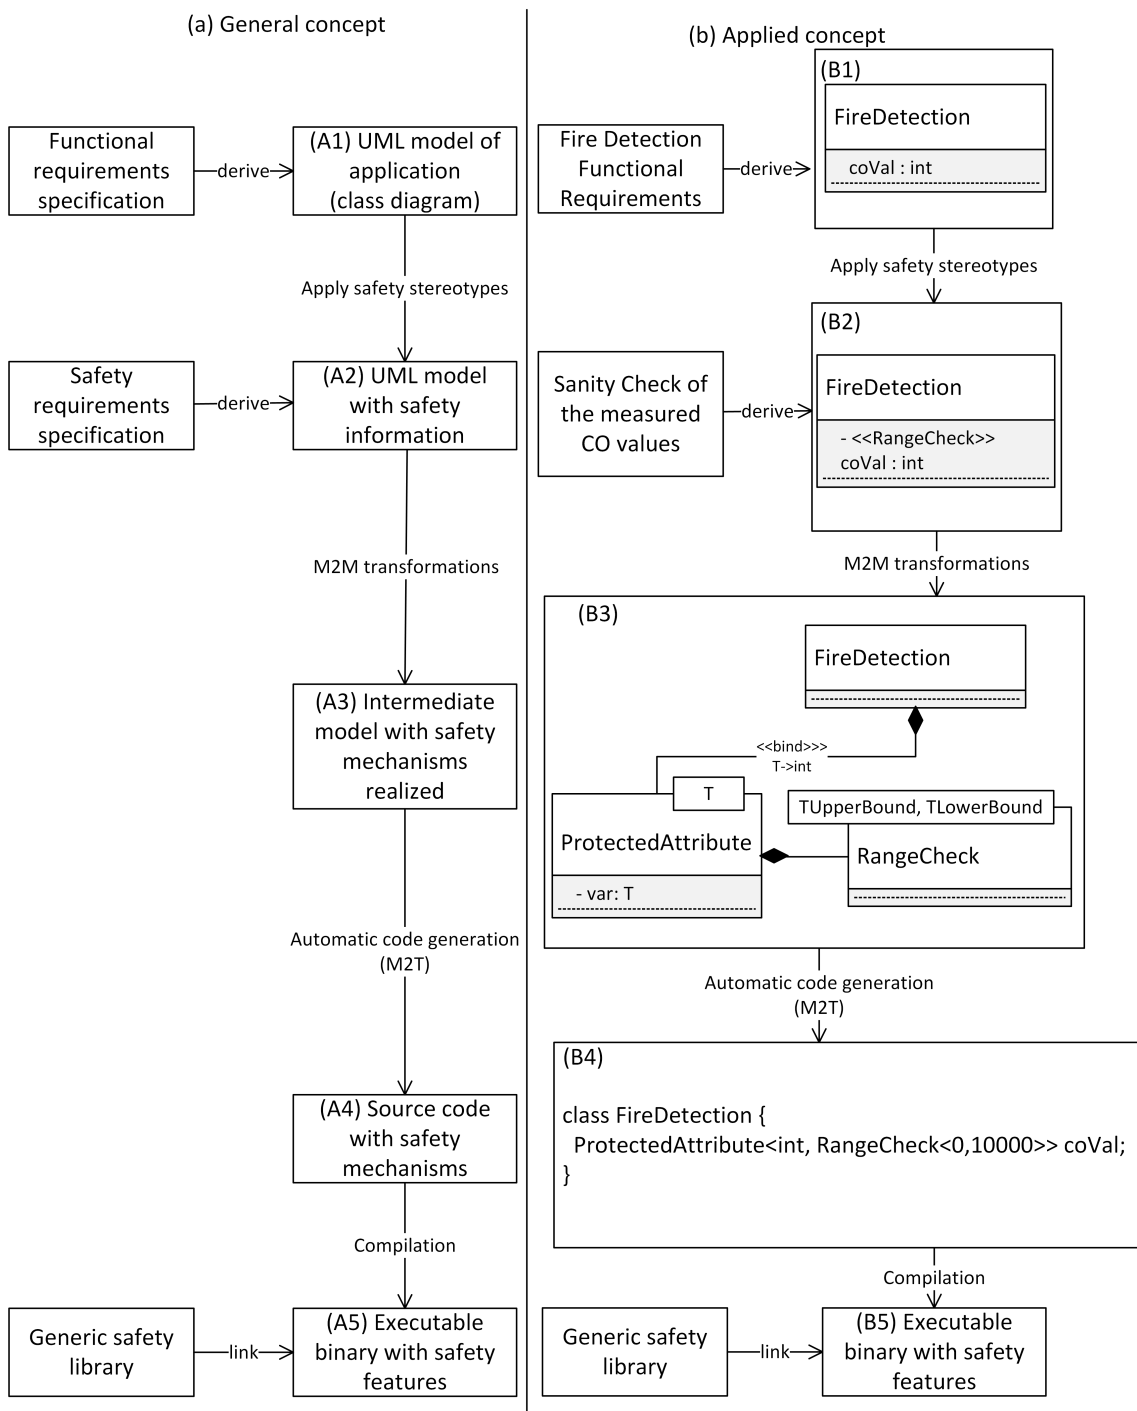 (a) General concept
Functional
requirements
specification
derive
(A1) UML model of
application
(class diagram)
Apply safety stereotypes
Safety
requirements
specification
derive
(A2) UML model
with safety
information
M2M transformations
(A3) Intermediate
model with safety
mechanisms
realized
Automatic code generation
(M2T)
(A4) Source code
with safety
mechanisms
Compilation
Generic safety
library
link
(A5) Executable
binary with safety
features
(b) Applied concept
Fire Detection
Functional
Requirements
derive
(B1)
FireDetection
coVal : int
Apply safety stereotypes
Sanity Check of
the measured
CO values
derive
(B2)
FireDetection
- <<RangeCheck>>
coVal : int
M2M transformations
(B3)
FireDetection
<<bind>>>
T->int
T
ProtectedAttribute
- var: T
TUpperBound, TLowerBound
RangeCheck
Automatic code generation
(M2T)
(B4)
class FireDetection {
ProtectedAttribute<int, RangeCheck<0,10000>> coVal;
}
Compilation
Generic safety
library
link
(B5) Executable
binary with safety
features